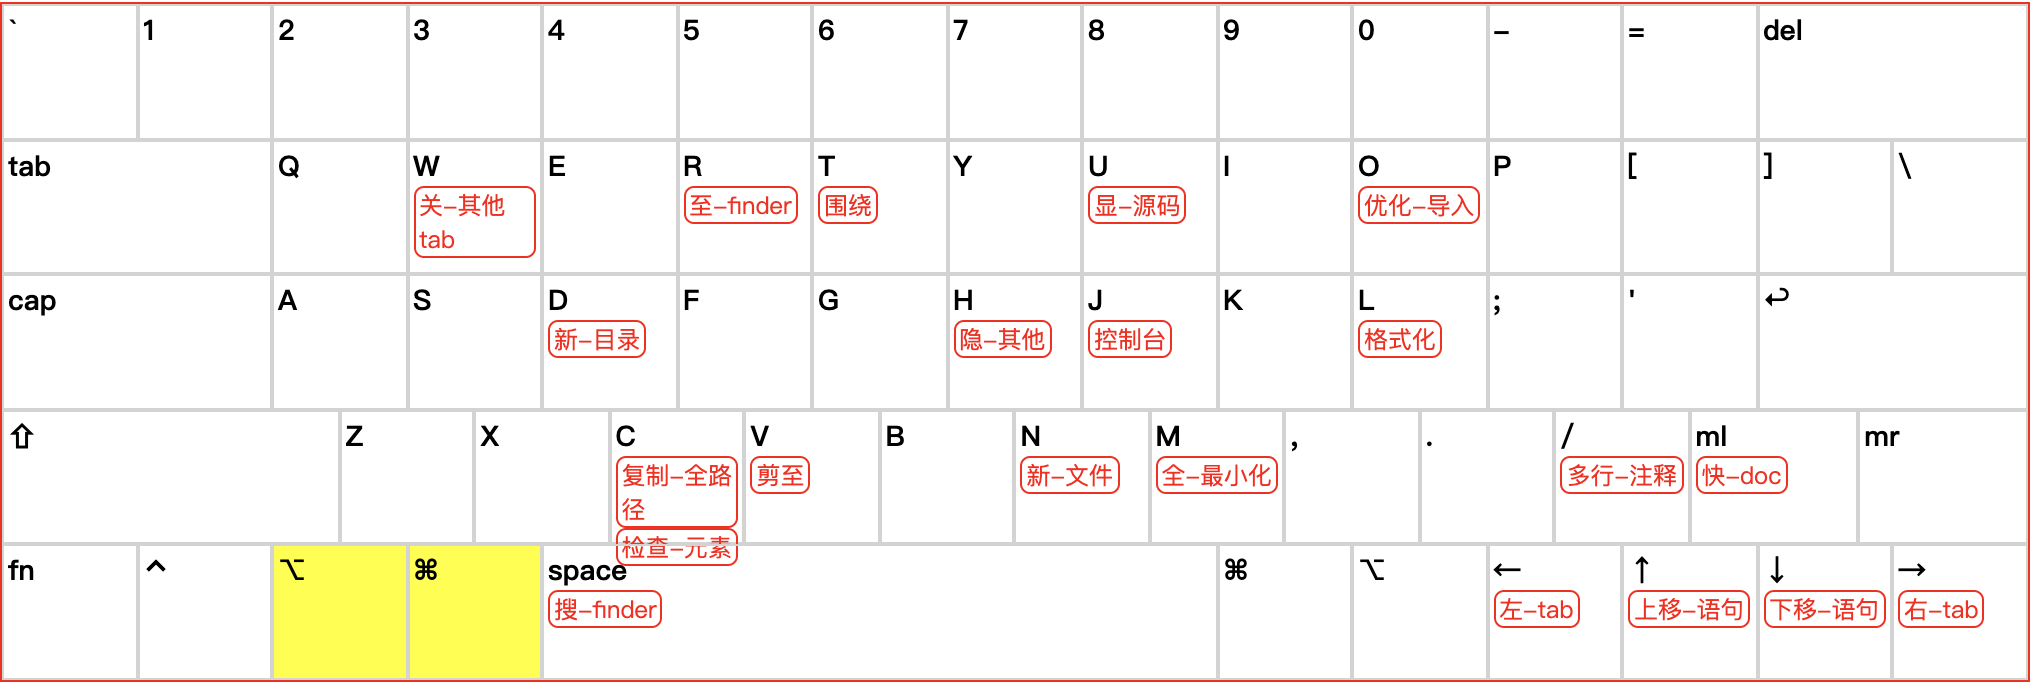 ` 1 2 3 4 5 6 7 8 9 0 - = del
tab Q W E R T Y U I O P [ ] \
关-其他 至-finder 围绕 显-源码 优化-导入
tab
cap A S D F G H J K L ; ' ↩
新-目录 隐-其他 控制台 格式化
⇧ Z X C V B N M , . / ml mr
复制-全路 剪至 新-文件 全-最小化 多行-注释 快-doc
径
检查-元素
fn ^ ⌥ ⌘ space ⌘ ⌥ ← ↑ ↓ →
搜-finder 左-tab 上移-语句 下移-语句 右-tab